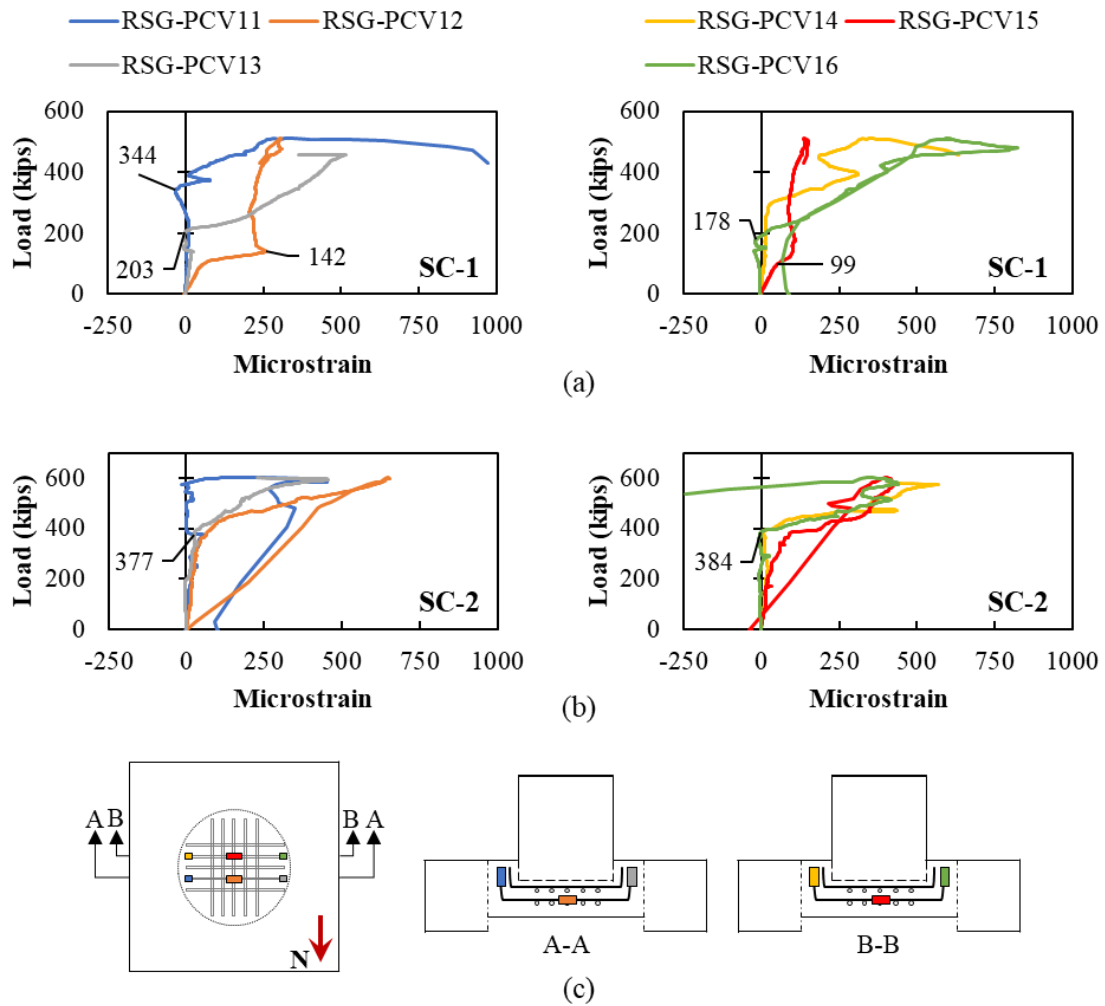 RSG-PCV11 RSG-PCV12 RSG-PCV14 RSG-PCV15
RSG-PCV13 RSG-PCV16
Load (kips) 600 400 200 0
344 203 142 SC-1
-250 0 250 500 750 1000
Microstrain
Load (kips) 600 400 200 0
178 99 SC-1
-250 0 250 500 750 1000
Microstrain
(a)
Load (kips) 600 400 200 0
377 SC-2
-250 0 250 500 750 1000
Microstrain
Load (kips) 600 400 200 0
384 SC-2
-250 0 250 500 750 1000
Microstrain
(b)
A B B A
N
A-A B-B
(c)